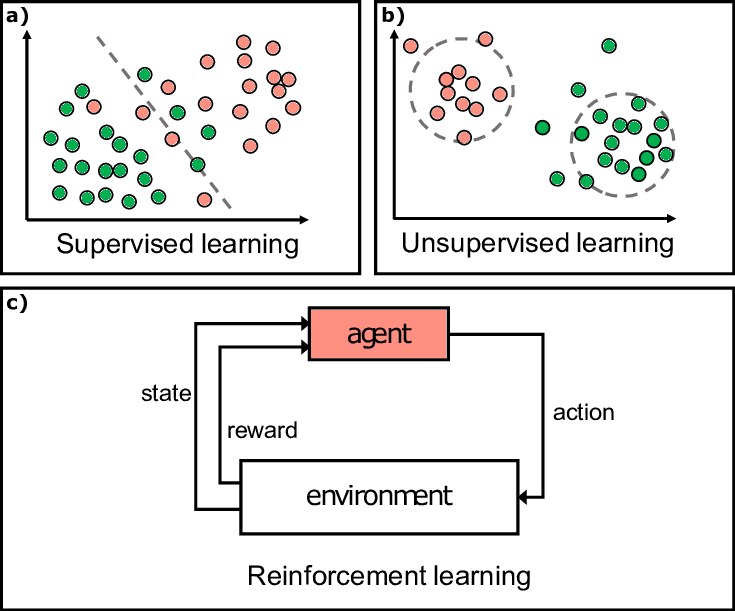 a)
Supervised learning
b)
Unsupervised learning
c)
agent
state
action
reward
environment
Reinforcement learning